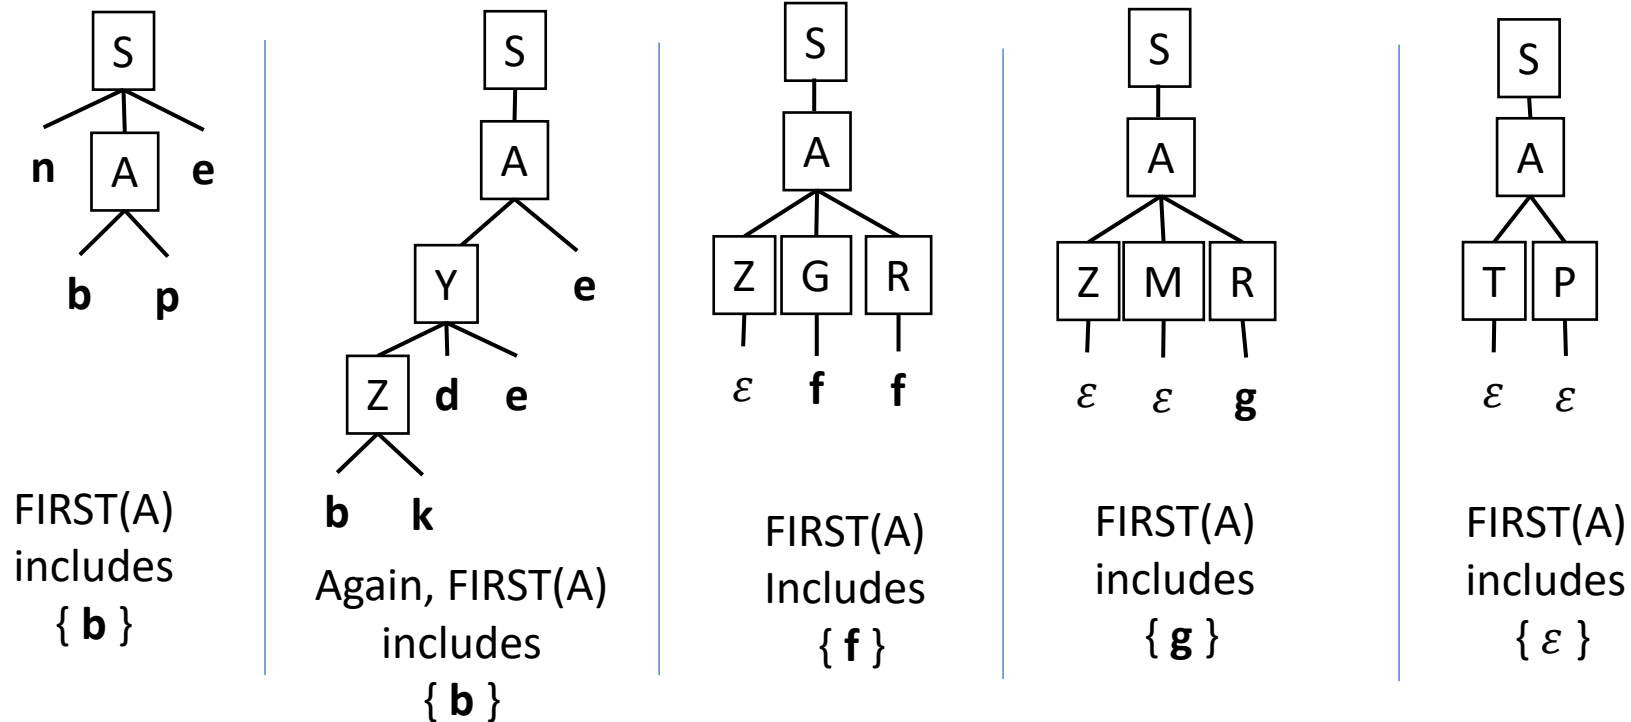 S
n A e
b p
FIRST(A)
includes
{ b }
S
A
Y e
Z d e
b k
Again, FIRST(A)
includes
{ b }
S
A
Z G R
ε f f
FIRST(A)
Includes
{ f }
S
A
Z M R
ε ε g
FIRST(A)
includes
{ g }
S
A
T P
ε ε
FIRST(A)
includes
{ ε }